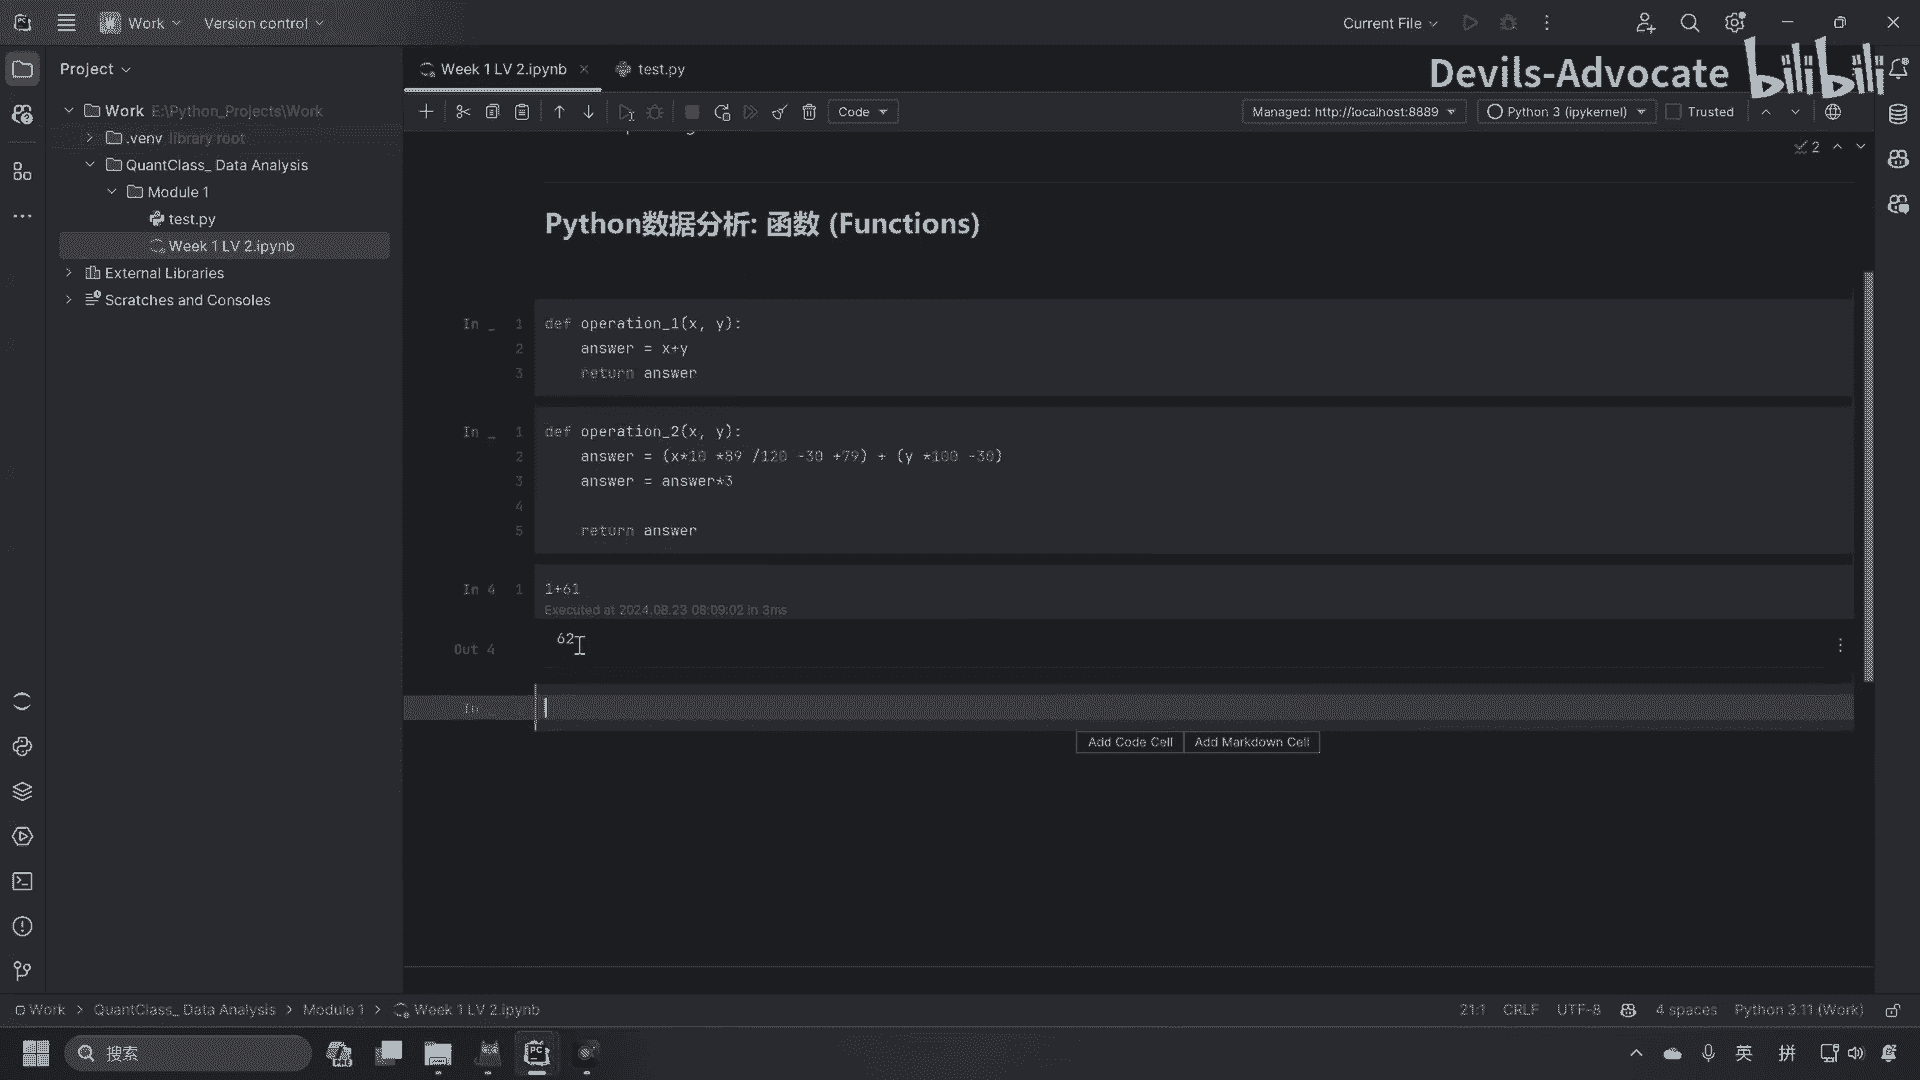 Work
Version control
Current File
Project
Week 1 LV 2.ipynb
test.py
Devils-Advocate bilibili
Code
Managed: http://localhost:8889
Python 3 (ipykernel)
Trusted
Work E:\Python_Projects\Work
.venv library root
QuantClass_ Data Analysis
Module 1
test.py
Week 1 LV 2.ipynb
External Libraries
Scratches and Consoles
2
Python数据分析: 函数 (Functions)
In _ 1 def operation_1(x, y):
2 answer = x+y
3 return answer
In _ 1 def operation_2(x, y):
2 answer = (x*10 *89 /120 -30 +79) + (y *100 -30)
3 answer = answer*3
4
5 return answer
In 4 1 1+61
Executed at 2024.08.23 08:09:02 in 3ms
Out 4 62
In
Add Code Cell Add Markdown Cell
Work > QuantClass_ Data Analysis > Module 1 > Week 1 LV 2.ipynb
21:1 CRLF UTF-8 4 spaces Python 3.11 (Work)
搜索
英 拼